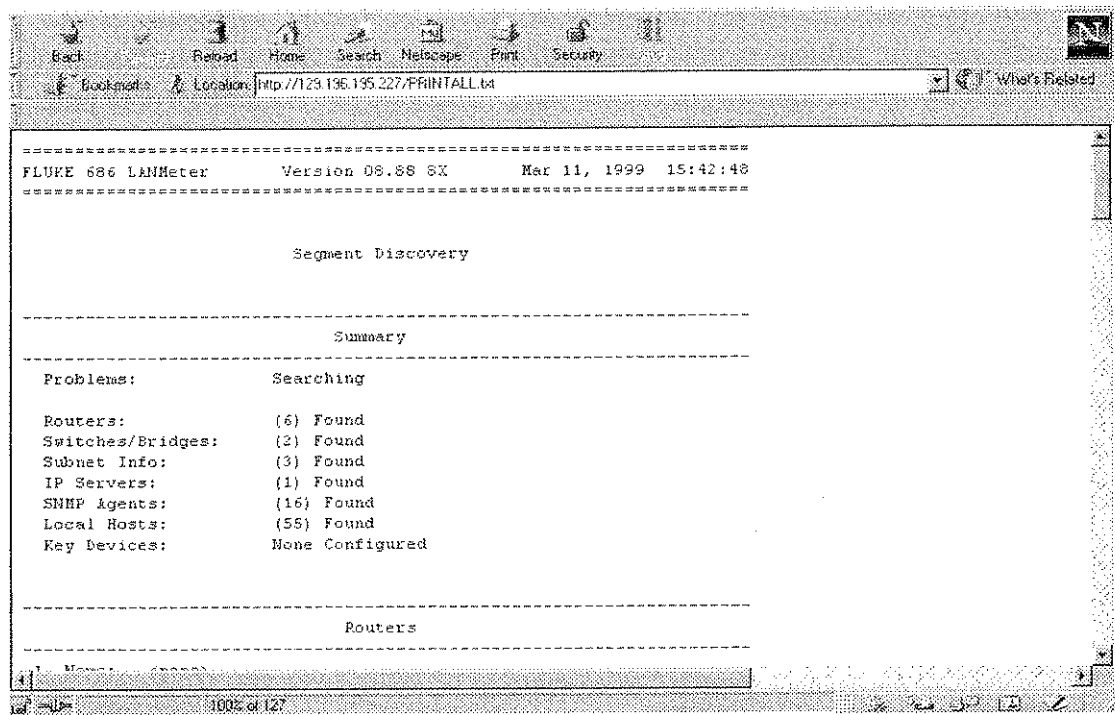 Back Reload Home Search Netscape Print Security
Bookmarks Location: http://129.196.195.227/PRINTALL.txt What's Related
FLUKE 686 LANMeter Version 08.88 SX Mar 11, 1999 15:42:48
Segment Discovery
Summary
Problems: Searching
Routers: (6) Found
Switches/Bridges: (2) Found
Subnet Info: (3) Found
IP Servers: (1) Found
SNMP Agents: (16) Found
Local Hosts: (55) Found
Key Devices: None Configured
Routers
100% of 127